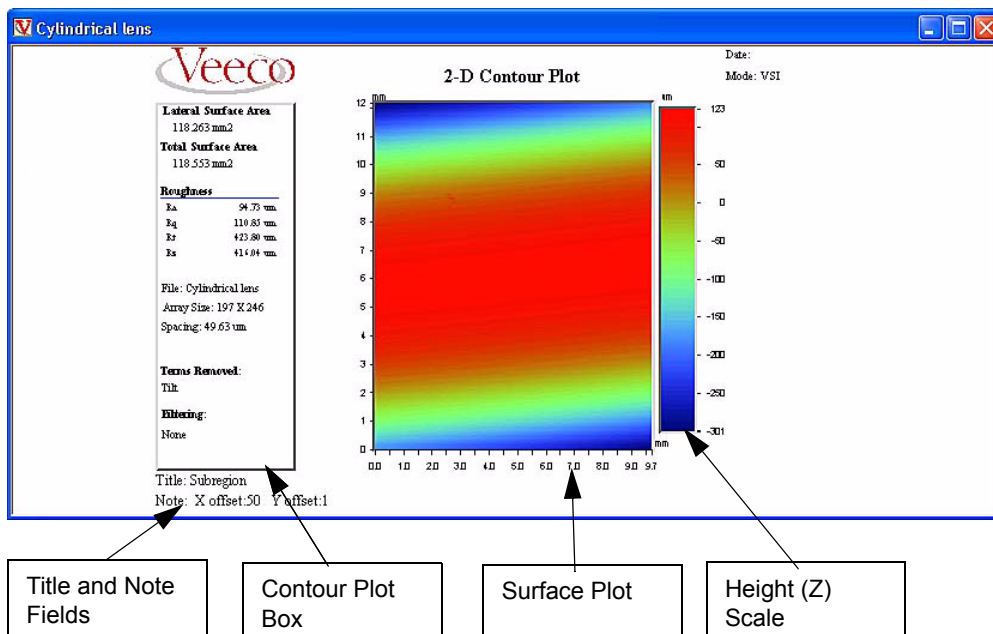 Cylindrical lens
Veeco
2-D Contour Plot
Date:
Mode: VSI
Lateral Surface Area
118.263 mm2
Total Surface Area
118.553 mm2
Roughness
Ra 94.73 um
Rq 110.85 um
423.80 um
416.04 um
File: Cylindrical lens
Array Size: 197 X 246
Spacing: 49.63 um
Terms Removed:
Tilt
Filtering:
None
Title: Subregion
Note: X offset:50 Y offset:1
mm
12
11
10
9
8
7
6
5
4
3
2
1
0
0.0 1.0 2.0 3.0 4.0 5.0 6.0 7.0 8.0 9.0 9.7
mm
um
123
50
0
-50
-100
-150
-200
-250
-301
Title and Note
Fields
Contour Plot
Box
Surface Plot
Height (Z)
Scale